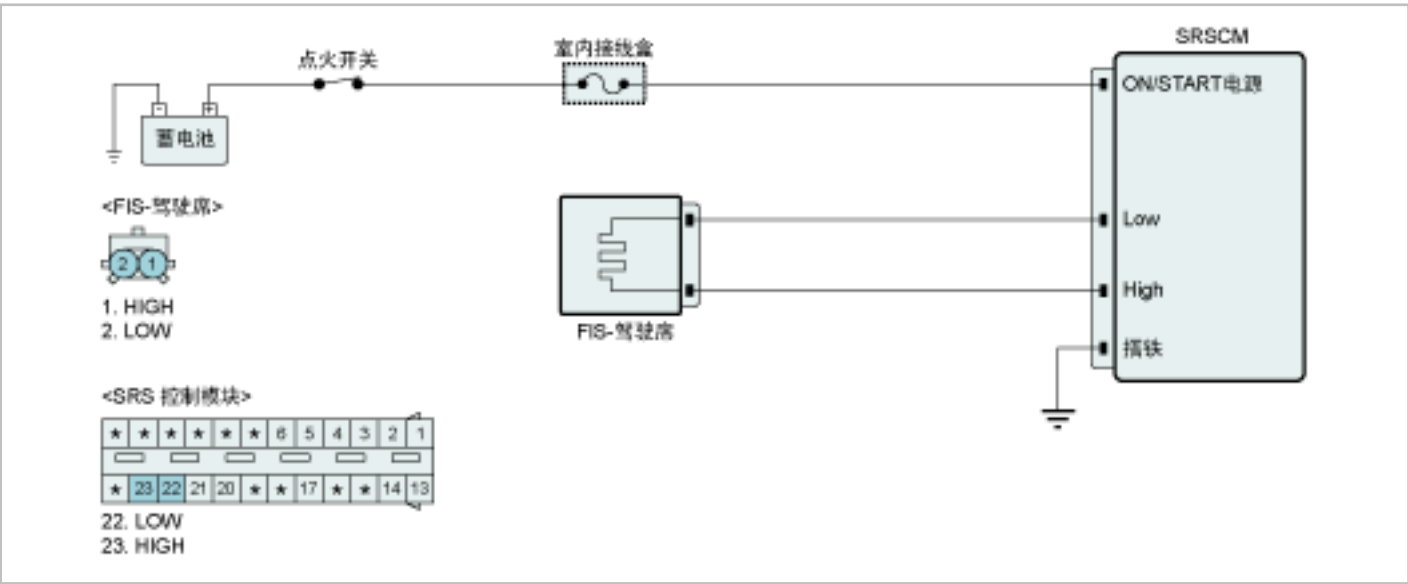 SRSCM
点火开关
室内接线盒
ON/START电源
- +
蓄电池
<FIS-驾驶席>
2 1
1. HIGH
2. LOW
Low
High
搭铁
FIS-驾驶席
<SRS 控制模块>
* * * * * * 6 5 4 3 2 1
* 23 22 21 20 * * 17 * * 14 13
22. LOW
23. HIGH